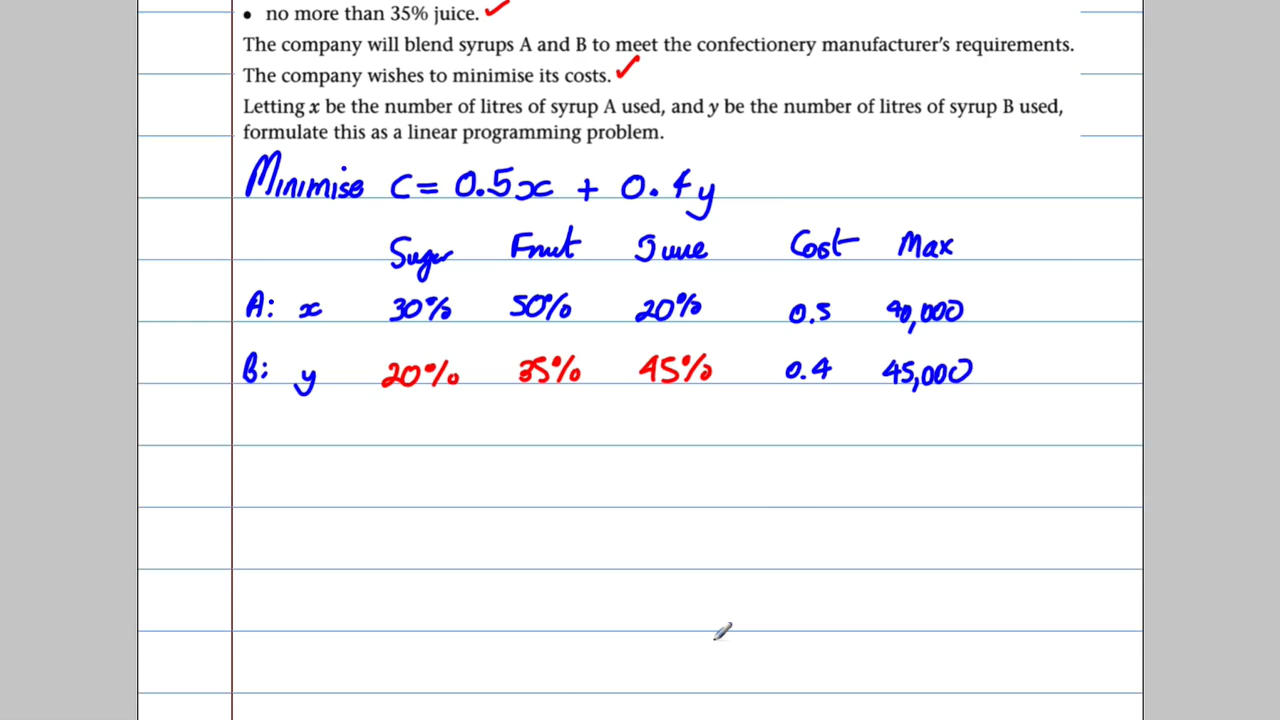 • no more than 35% juice.
The company will blend syrups A and B to meet the confectionery manufacturer's requirements.
The company wishes to minimise its costs.
Letting x be the number of litres of syrup A used, and y be the number of litres of syrup B used,
formulate this as a linear programming problem.
Minimise C = 0.5x + 0.4y
Sugar Fruit Juice Cost Max
A: x 30% 50% 20% 0.5 40,000
B: y 20% 35% 45% 0.4 45,000